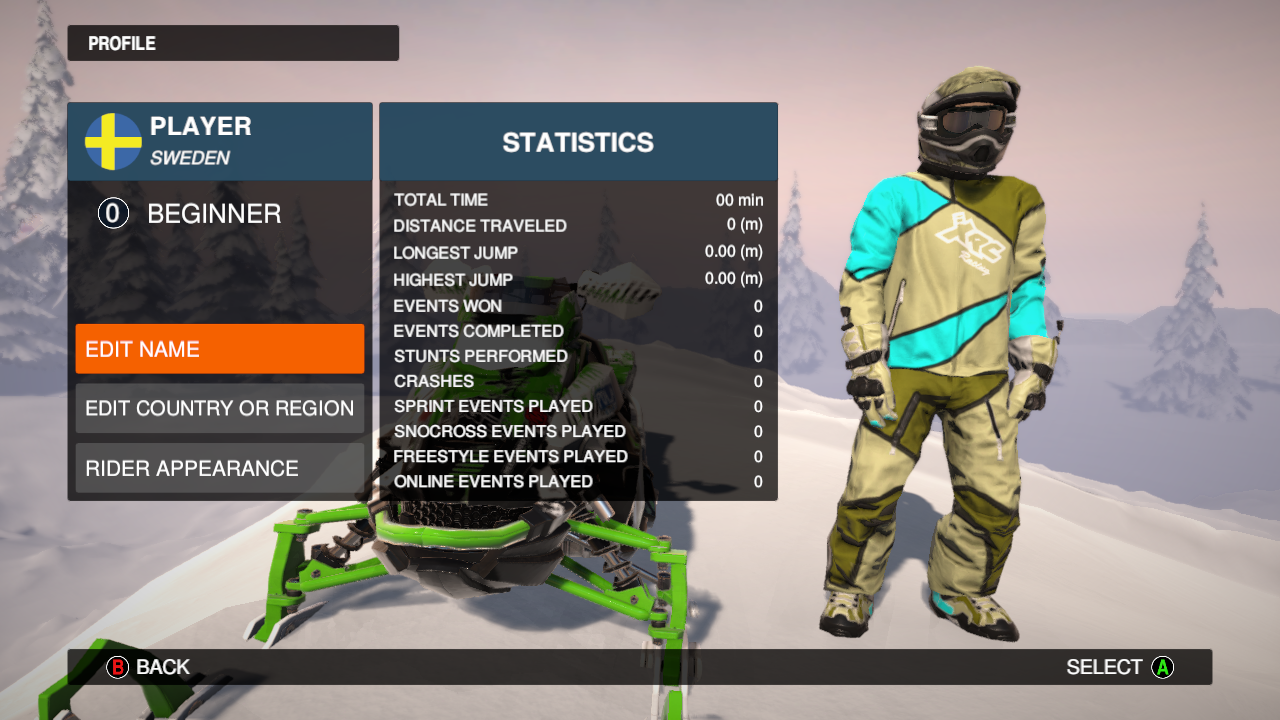 PROFILE
PLAYER
SWEDEN
0 BEGINNER
EDIT NAME
EDIT COUNTRY OR REGION
RIDER APPEARANCE
STATISTICS
TOTAL TIME 00 min
DISTANCE TRAVELED 0 (m)
LONGEST JUMP 0.00 (m)
HIGHEST JUMP 0.00 (m)
EVENTS WON 0
EVENTS COMPLETED 0
STUNTS PERFORMED 0
CRASHES 0
SPRINT EVENTS PLAYED 0
SNOCROSS EVENTS PLAYED 0
FREESTYLE EVENTS PLAYED 0
ONLINE EVENTS PLAYED 0
XRC
Racing
B BACK
SELECT A